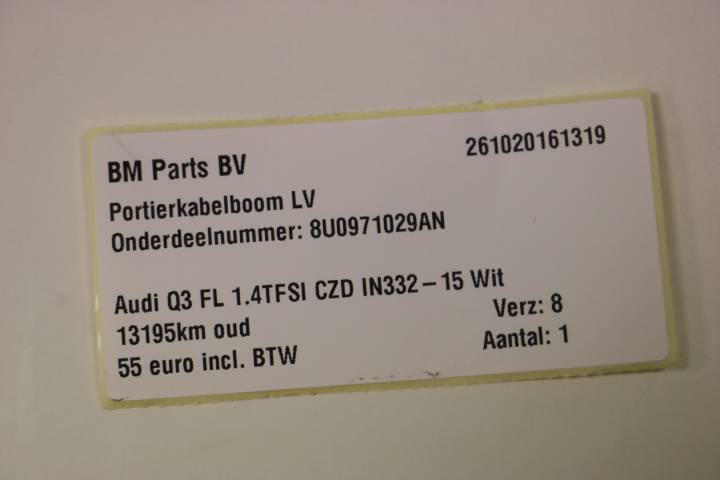 BM Parts BV 261020161319
Portierkabelboom LV
Onderdeelnummer: 8U0971029AN
Audi Q3 FL 1.4TFSI CZD IN332-15 Wit
13195km oud Verz: 8
55 euro incl. BTW Aantal: 1